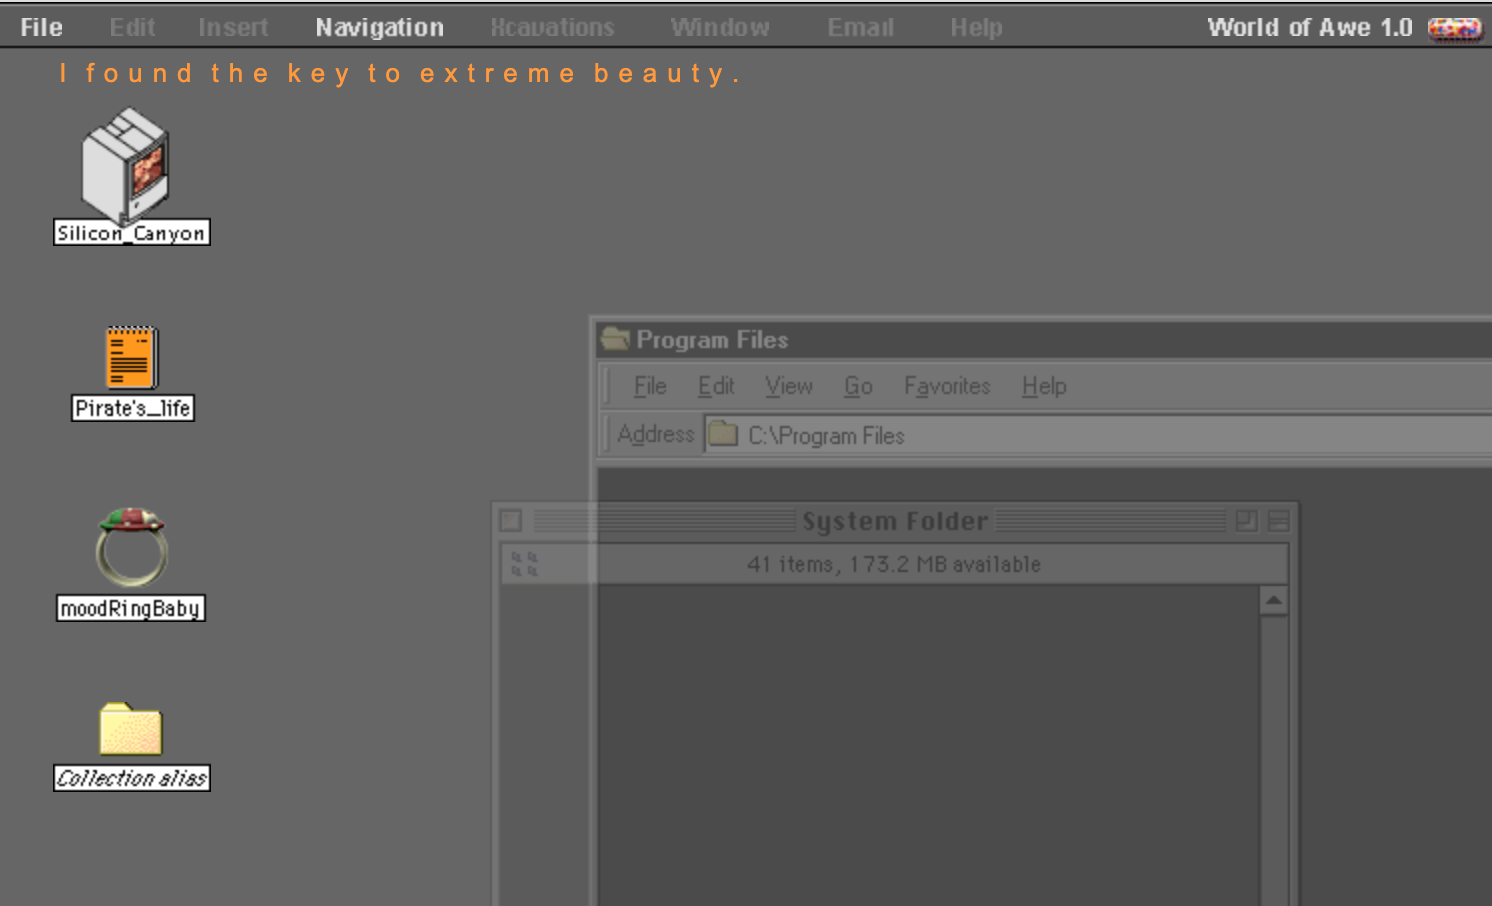 File Edit Insert Navigation Xcavations Window Email Help World of Awe 1.0
I found the key to extreme beauty.
Silicon_Canyon
Pirate's_life
moodRingBaby
Collection alias
Program Files
File Edit View Go Favorites Help
Address C:\Program Files
System Folder
41 items, 173.2 MB available